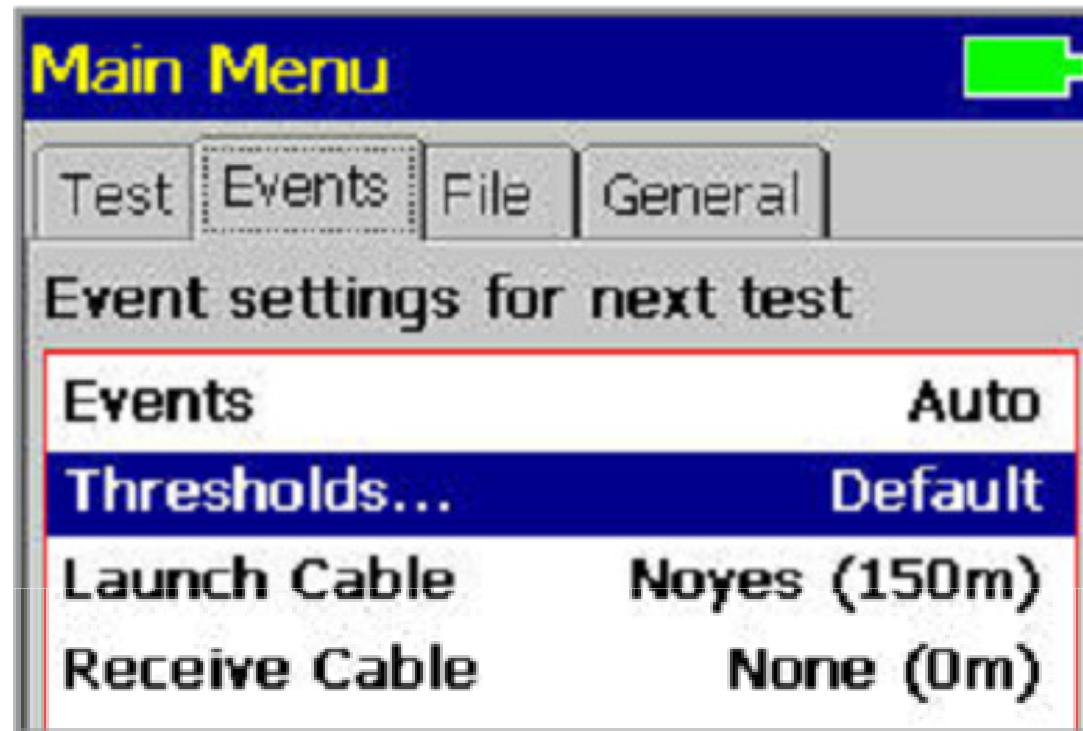 Main Menu
Test Events File General
Event settings for next test
Events Auto
Thresholds... Default
Launch Cable Noyes (150m)
Receive Cable None (0m)